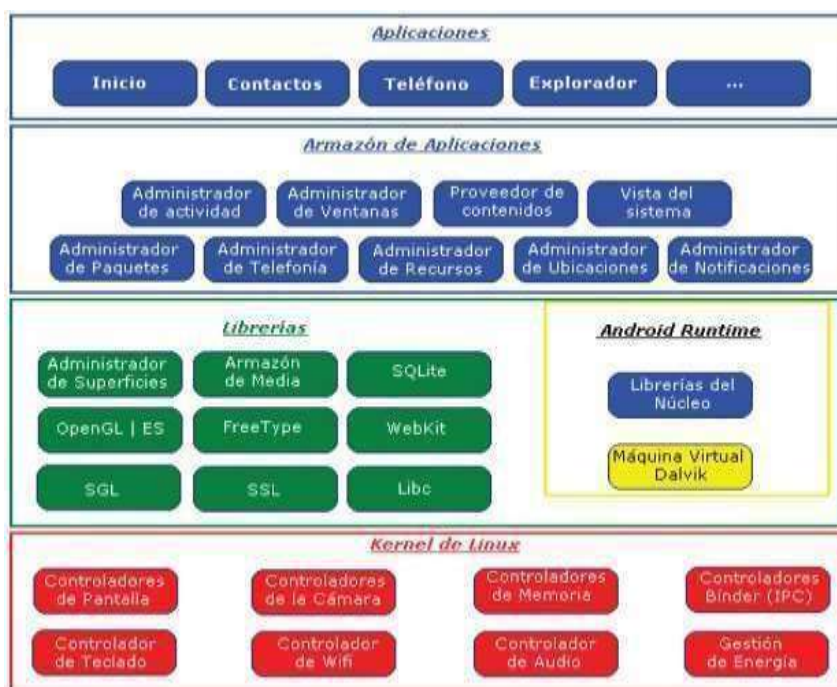 Aplicaciones
Inicio
Contactos
Teléfono
Explorador
...
Armazón de Aplicaciones
Administrador
de actividad
Administrador
de Ventanas
Proveedor de
contenidos
Vista del
sistema
Administrador
de Paquetes
Administrador
de Telefonía
Administrador
de Recursos
Administrador
de Ubicaciones
Administrador
de Notificaciones
Librerías
Administrador
de Superficies
Armazón
de Media
SQLite
OpenGL | ES
FreeType
WebKit
SGL
SSL
Libc
Android Runtime
Librerías del
Núcleo
Máquina Virtual
Dalvik
Kernel de Linux
Controladores
de Pantalla
Controladores
de la Cámara
Controladores
de Memoria
Controladores
Bínder (IPC)
Controlador
de Teclado
Controlador
de Wifi
Controlador
de Audio
Gestión
de Energía